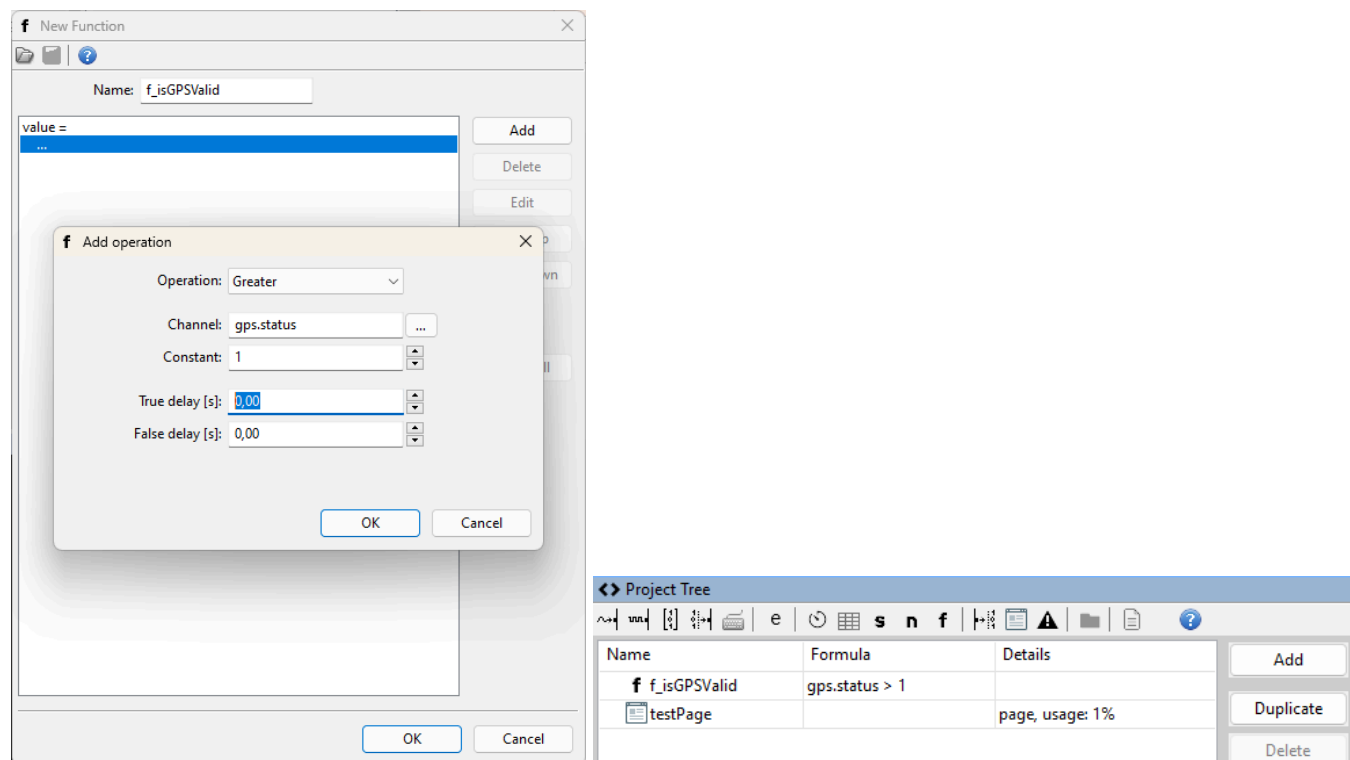 f New Function
?
Name: f_isGPSValid
value =
...
Add
Delete
Edit
f Add operation
Operation: Greater
Channel: gps.status ...
Constant: 1
True delay [s]: 0,00
False delay [s]: 0,00
OK Cancel
OK Cancel
Project Tree
e s n f ?
Name Formula Details
f f_isGPSValid gps.status > 1
testPage page, usage: 1%
Add
Duplicate
Delete